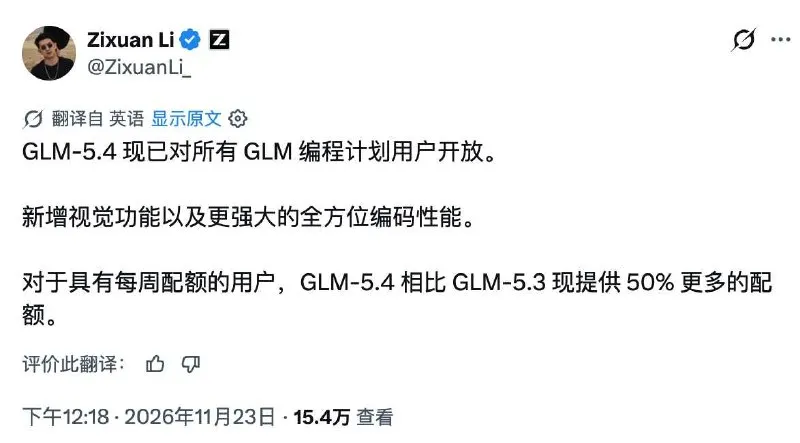 Zixuan Li
@ZixuanLi_
翻译自 英语 显示原文
GLM-5.4 现已对所有 GLM 编程计划用户开放。
新增视觉功能以及更强大的全方位编码性能。
对于具有每周配额的用户，GLM-5.4 相比 GLM-5.3 现提供 50% 更多的配
额。
评价此翻译：
下午12:18 · 2026年11月23日 · 15.4万 查看